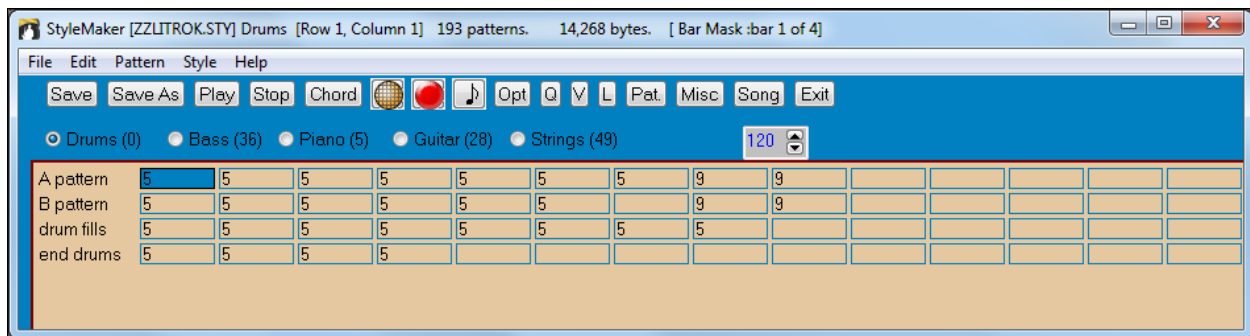 StyleMaker [ZZLITROK.STY] Drums [Row 1, Column 1] 193 patterns. 14,268 bytes. [ Bar Mask :bar 1 of 4]
File Edit Pattern Style Help
Save Save As Play Stop Chord Opt Q V L Pat. Misc Song Exit
Drums (0) Bass (36) Piano (5) Guitar (28) Strings (49) 120
A pattern 5 5 5 5 5 5 5 9 9
B pattern 5 5 5 5 5 5 9 9
drum fills 5 5 5 5 5 5 5 5
end drums 5 5 5 5